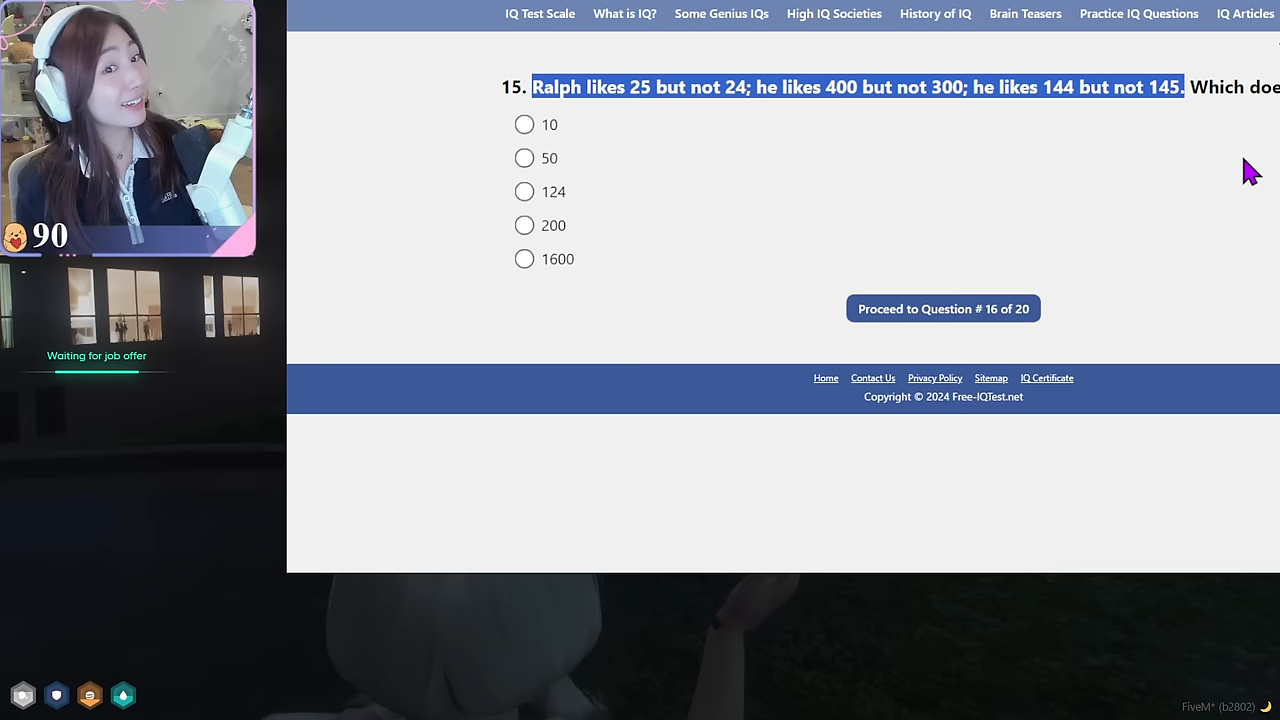 IQ Test Scale What is IQ? Some Genius IQs High IQ Societies History of IQ Brain Teasers Practice IQ Questions IQ Articles
15. Ralph likes 25 but not 24; he likes 400 but not 300; he likes 144 but not 145. Which doe
10
50
124
200
1600
90
Proceed to Question # 16 of 20
Waiting for job offer
Home Contact Us Privacy Policy Sitemap IQ Certificate
Copyright © 2024 Free-IQTest.net
FiveM* (b2802)